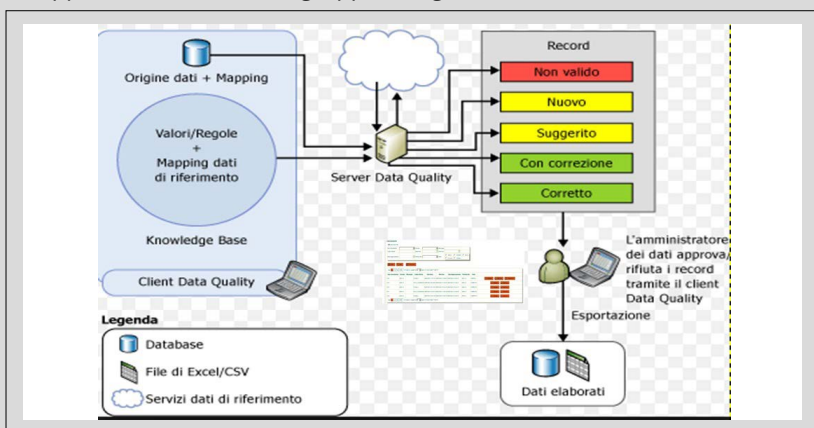 Origine dati + Mapping
Valori/Regole
+
Mapping dati
di riferimento
Knowledge Base
Client Data Quality
Server Data Quality
Record
Non valido
Nuovo
Suggerito
Con correzione
Corretto
L'amministratore
dei dati approva/
rifiuta i record
tramite il client
Data Quality
Esportazione
Dati elaborati
Legenda
Database
File di Excel/CSV
Servizi dati di riferimento